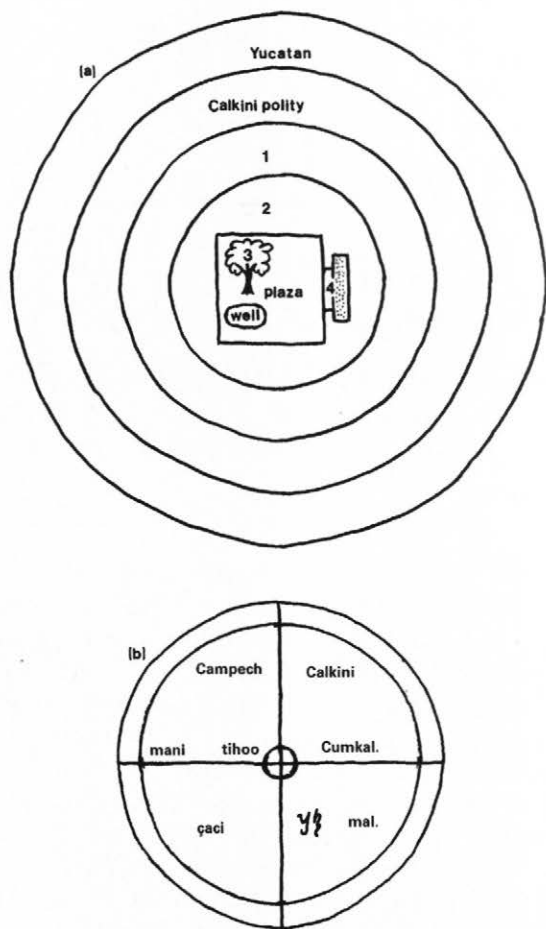 (a)
Yucatan
Calkini polity
1
2
3
plaza 4
well
(b)
Campech Calkini
mani tihoo Cumkal.
çaci mal.